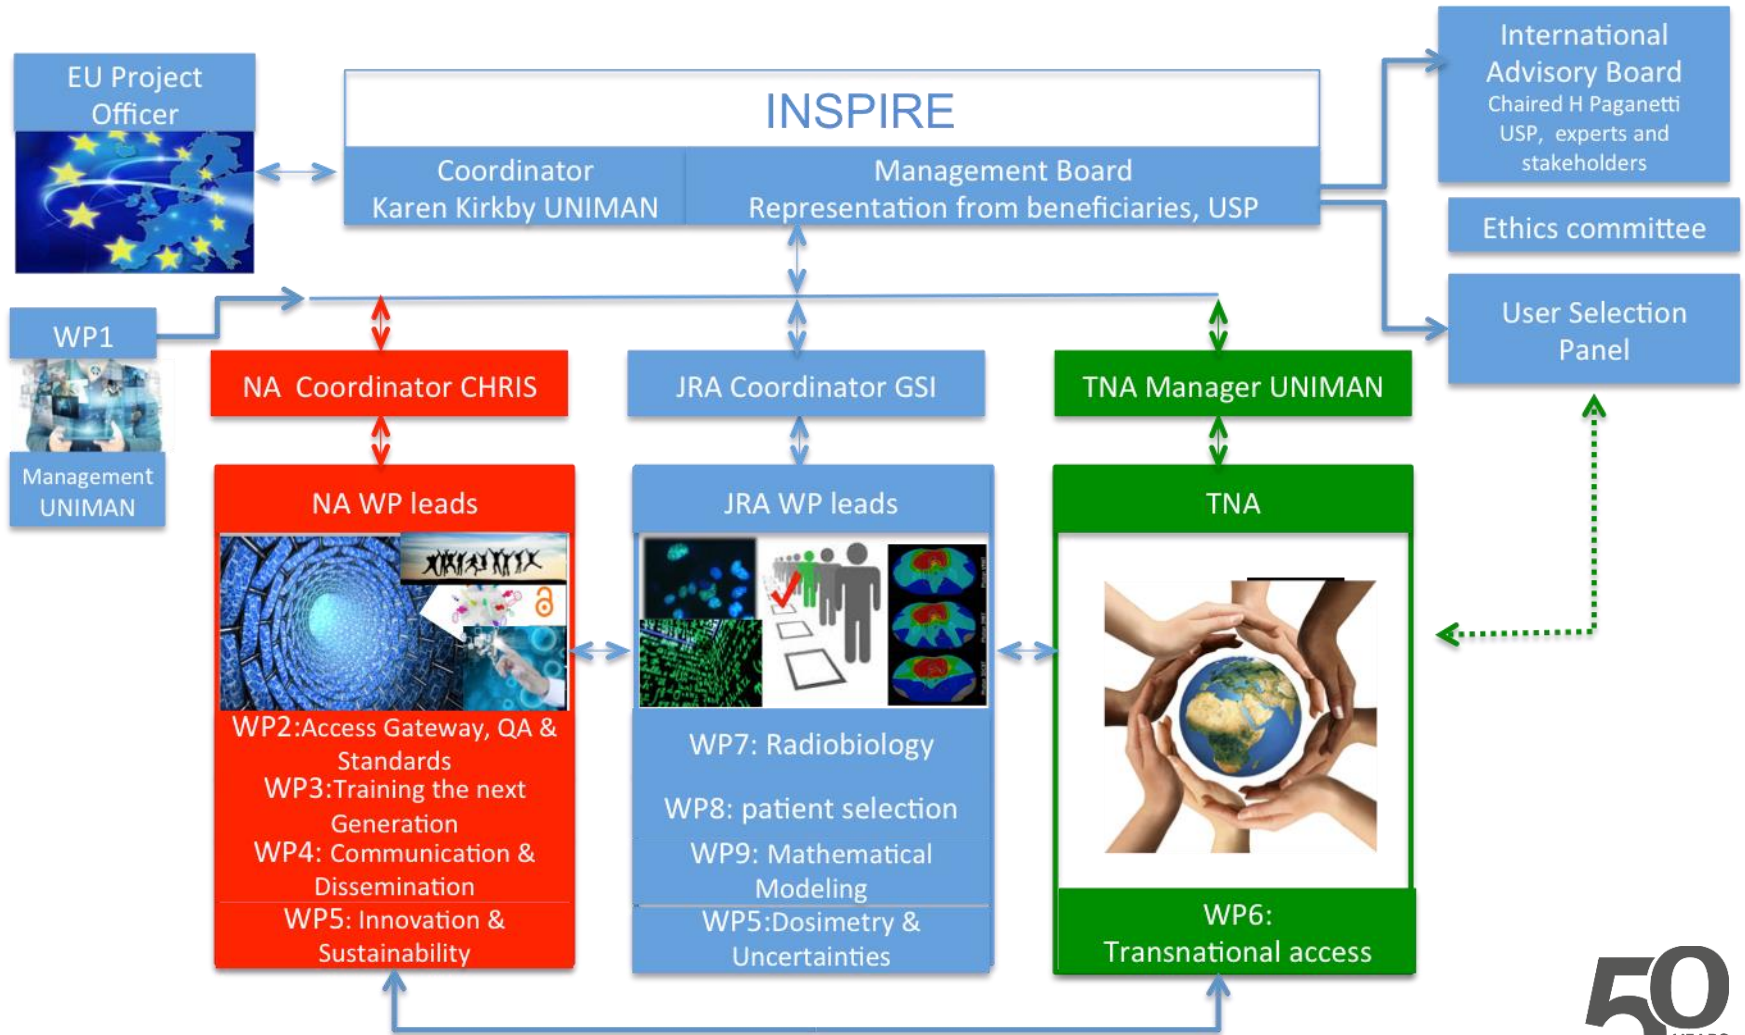 EU Project
Officer
INSPIRE
Coordinator
Karen Kirkby UNIMAN
Management Board
Representation from beneficiaries, USP
International
Advisory Board
Chaired H Paganetti
USP, experts and
stakeholders
Ethics committee
User Selection
Panel
WP1
Management
UNIMAN
NA Coordinator CHRIS
JRA Coordinator GSI
TNA Manager UNIMAN
NA WP leads
WP2:Access Gateway, QA &
Standards
WP3:Training the next
Generation
WP4: Communication &
Dissemination
WP5: Innovation &
Sustainability
JRA WP leads
WP7: Radiobiology
WP8: patient selection
WP9: Mathematical
Modeling
WP5:Dosimetry &
Uncertainties
TNA
WP6:
Transnational access
50
YEARS